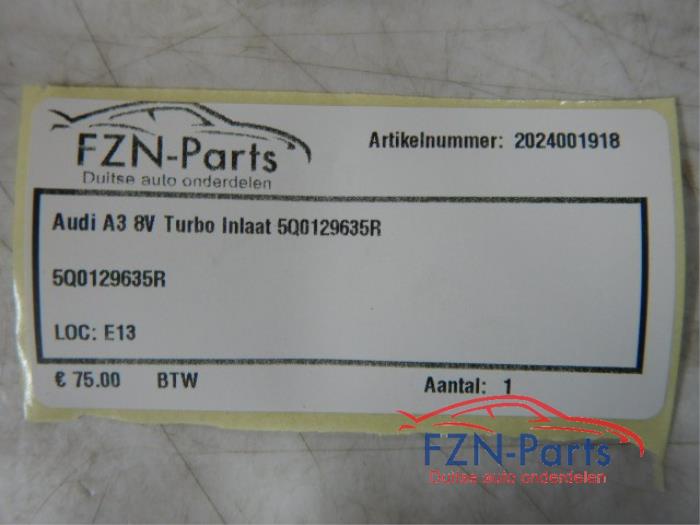 FZN-Parts
Duitse auto onderdelen
Artikelnummer: 2024001918
Audi A3 8V Turbo Inlaat 5Q0129635R
5Q0129635R
LOC: E13
€ 75.00 BTW Aantal: 1
FZN-Parts
Duitse auto onderdelen